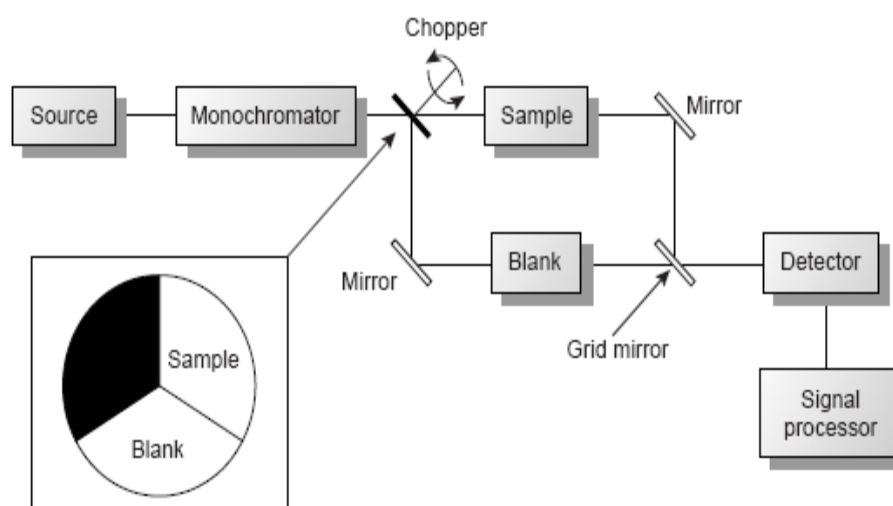 Chopper
Source
Monochromator
Sample
Mirror
Mirror
Blank
Detector
Grid mirror
Sample
Blank
Signal
processor